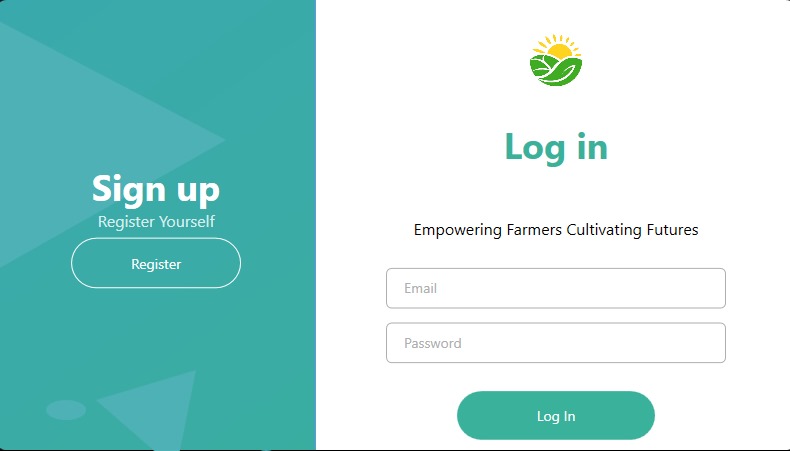 Sign up
Register Yourself
Register
Log in
Empowering Farmers Cultivating Futures
Email
Password
Log In